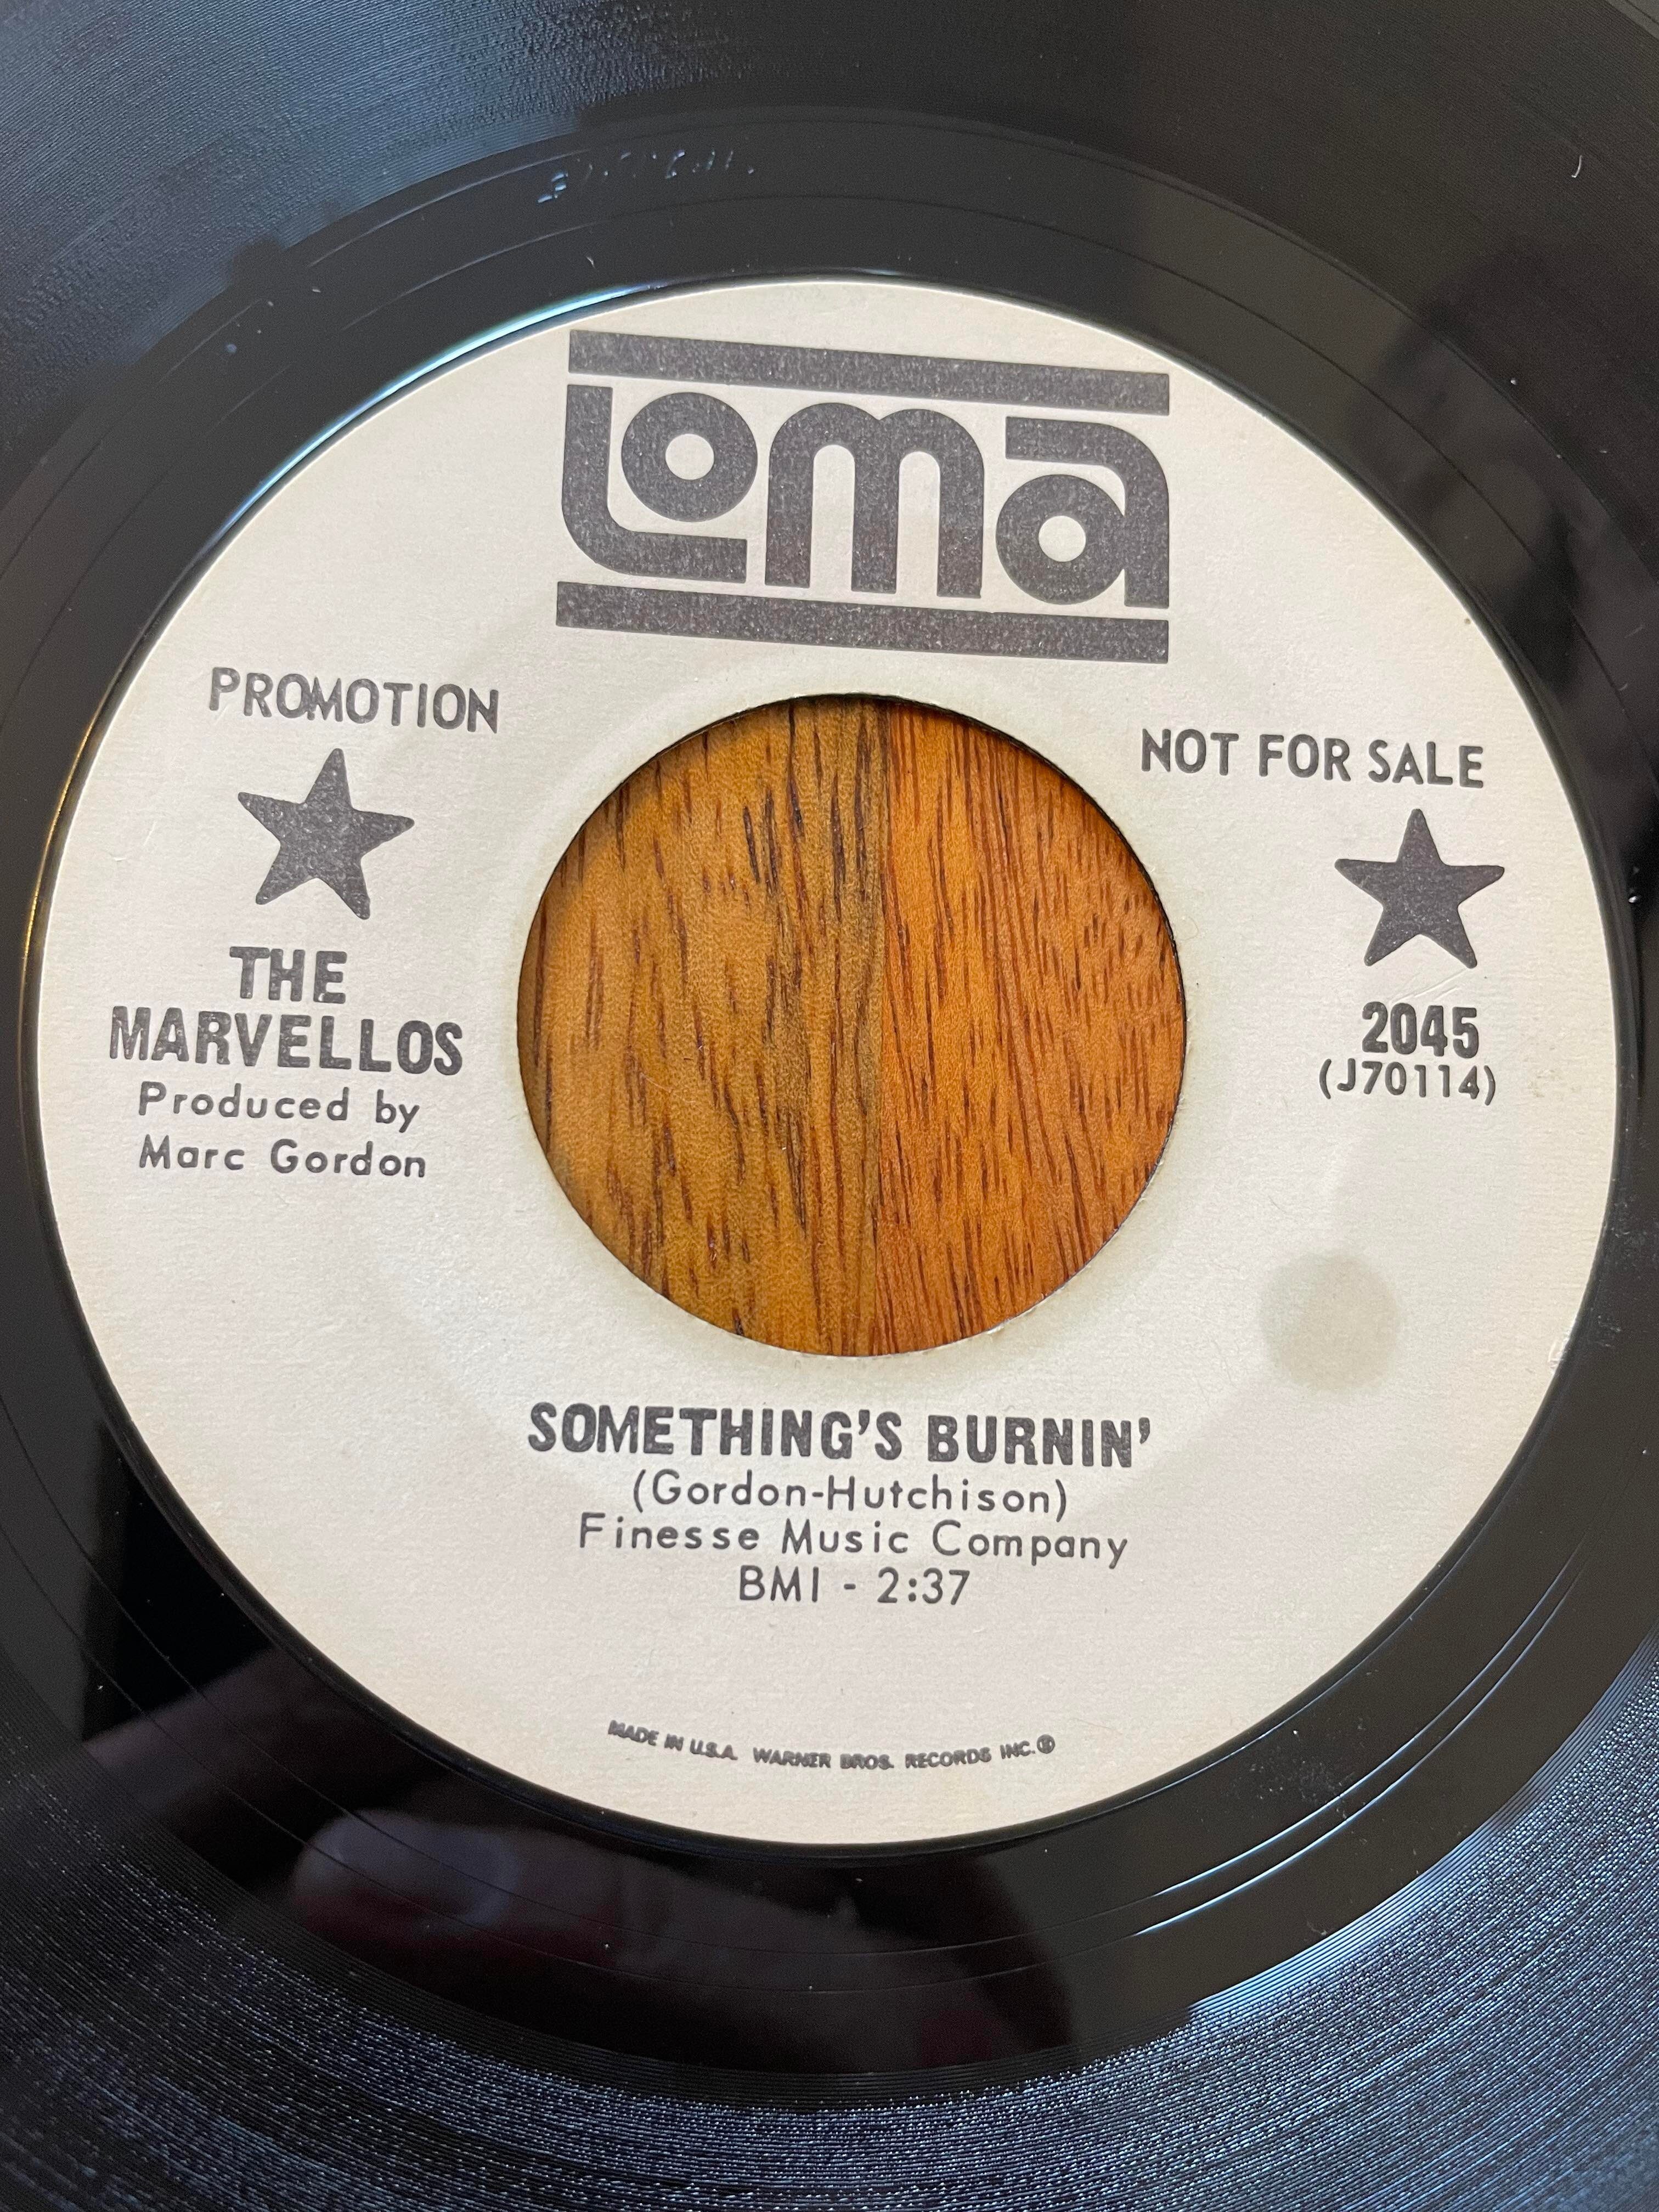 LOMA
PROMOTION
NOT FOR SALE
THE
MARVELLOS
Produced by
Marc Gordon
2045
(J70114)
SOMETHING'S BURNIN'
(Gordon-Hutchison)
Finesse Music Company
BMI - 2:37
MADE IN U.S.A. WARNER BROS. RECORDS INC.®